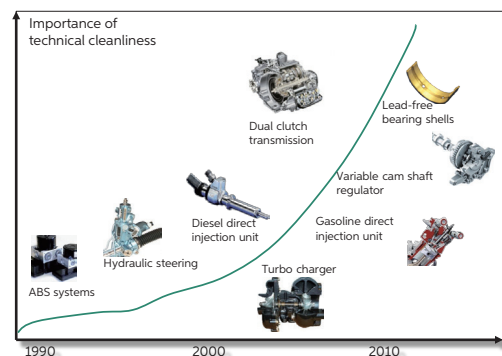 Importance of
technical cleanliness
Dual clutch
transmission
Lead-free
bearing shells
Variable cam shaft
regulator
Diesel direct
injection unit
Gasoline direct
injection unit
Hydraulic steering
Turbo charger
ABS systems
1990
2000
2010